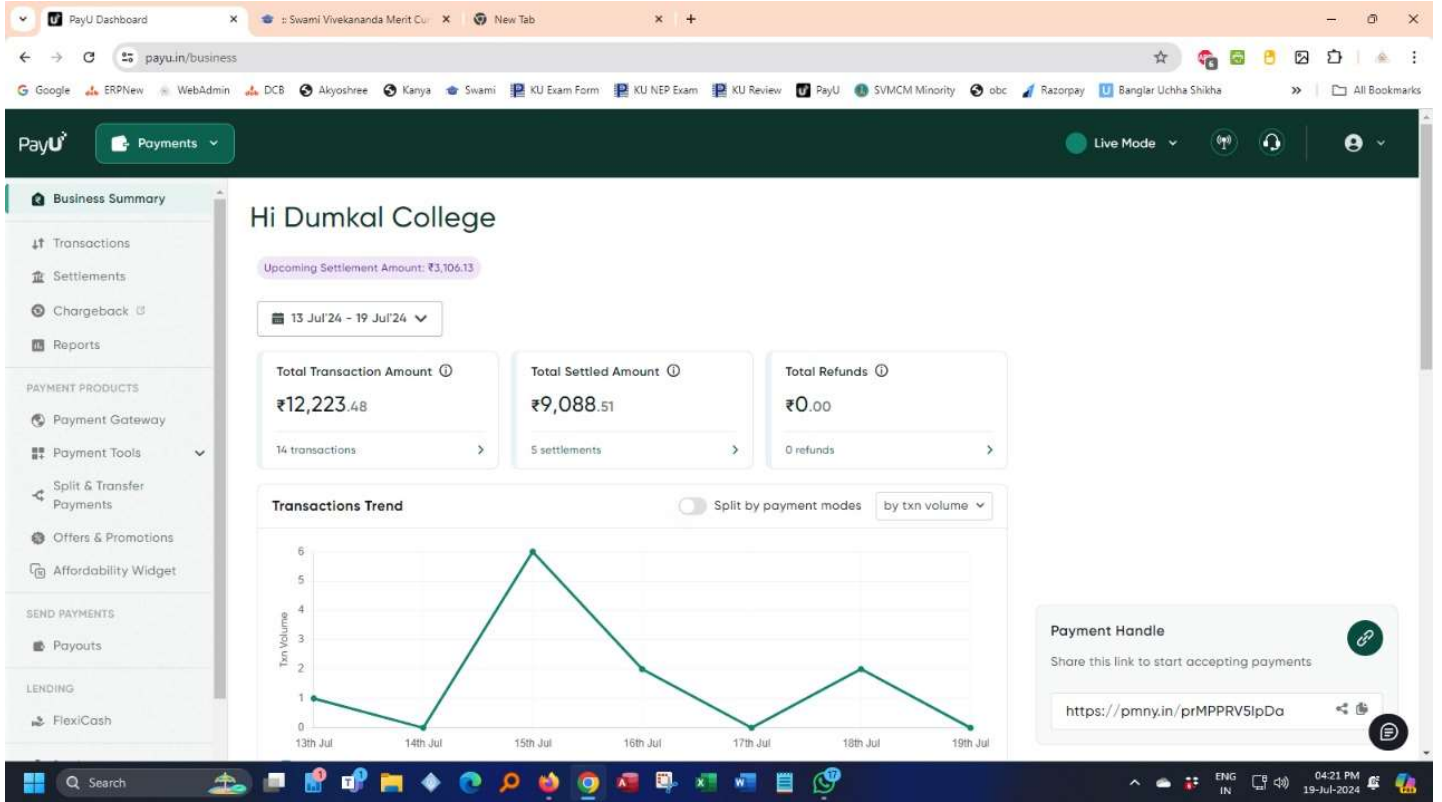 PayU Dashboard
:: Swami Vivekananda Merit Cur
New Tab
payu.in/business
Google ERPNew WebAdmin DCB Akyoshree Kanya Swami KU Exam Form KU NEP Exam KU Review PayU SVMCM Minority obc Razorpay Banglar Uchha Shikha » All Bookmarks
PayU Payments Live Mode
Business Summary
Transactions
Settlements
Chargeback
Reports
PAYMENT PRODUCTS
Payment Gateway
Payment Tools
Split & Transfer
Payments
Offers & Promotions
Affordability Widget
SEND PAYMENTS
Payouts
LENDING
FlexiCash
Hi Dumkal College
Upcoming Settlement Amount: ₹3,106.13
13 Jul'24 - 19 Jul'24
Total Transaction Amount
₹12,223.48
14 transactions
Total Settled Amount
₹9,088.51
5 settlements
Total Refunds
₹0.00
0 refunds
Transactions Trend Split by payment modes by txn volume
Txn Volume
6
5
4
3
2
1
0
13th Jul 14th Jul 15th Jul 16th Jul 17th Jul 18th Jul 19th Jul
Payment Handle
Share this link to start accepting payments
https://pmny.in/prMPPRV5IpDa
Search
ENG
IN
04:21 PM
19-Jul-2024